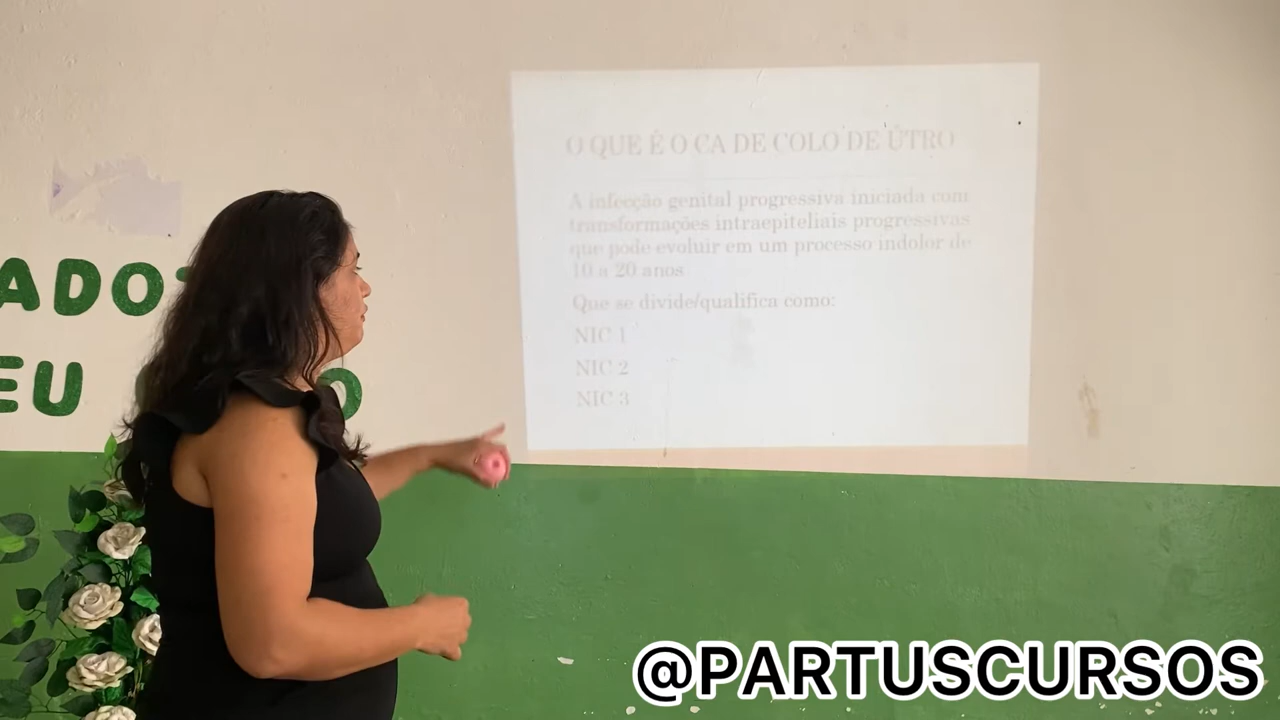 O QUE É O CA DE COLO DE ÚTRO
A infecção genital progressiva iniciada com
transformações intraepiteliais progressivas
que pode evoluir em um processo indolor de
10 a 20 anos
Que se divide/qualifica como:
NIC 1
NIC 2
NIC 3
EU
@PARTUSCURSOS